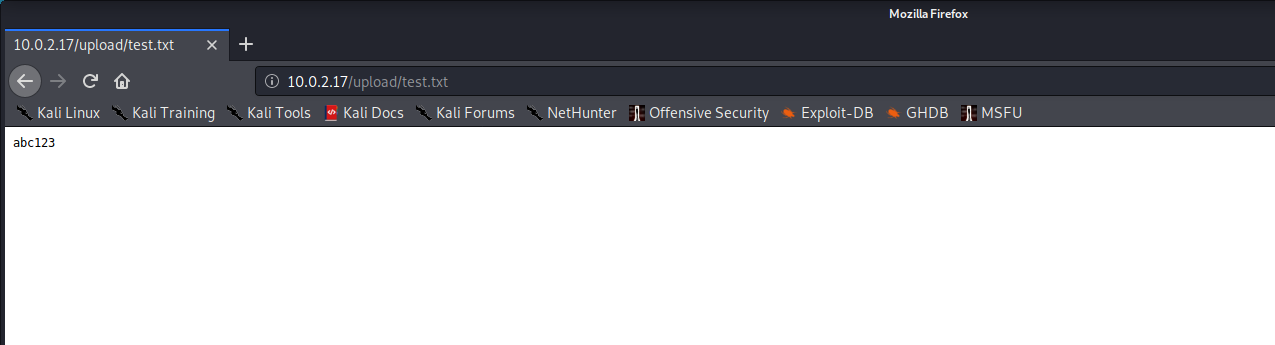 Mozilla Firefox
10.0.2.17/upload/test.txt
10.0.2.17/upload/test.txt
Kali Linux Kali Training Kali Tools Kali Docs Kali Forums NetHunter Offensive Security Exploit-DB GHDB MSFU
abc123